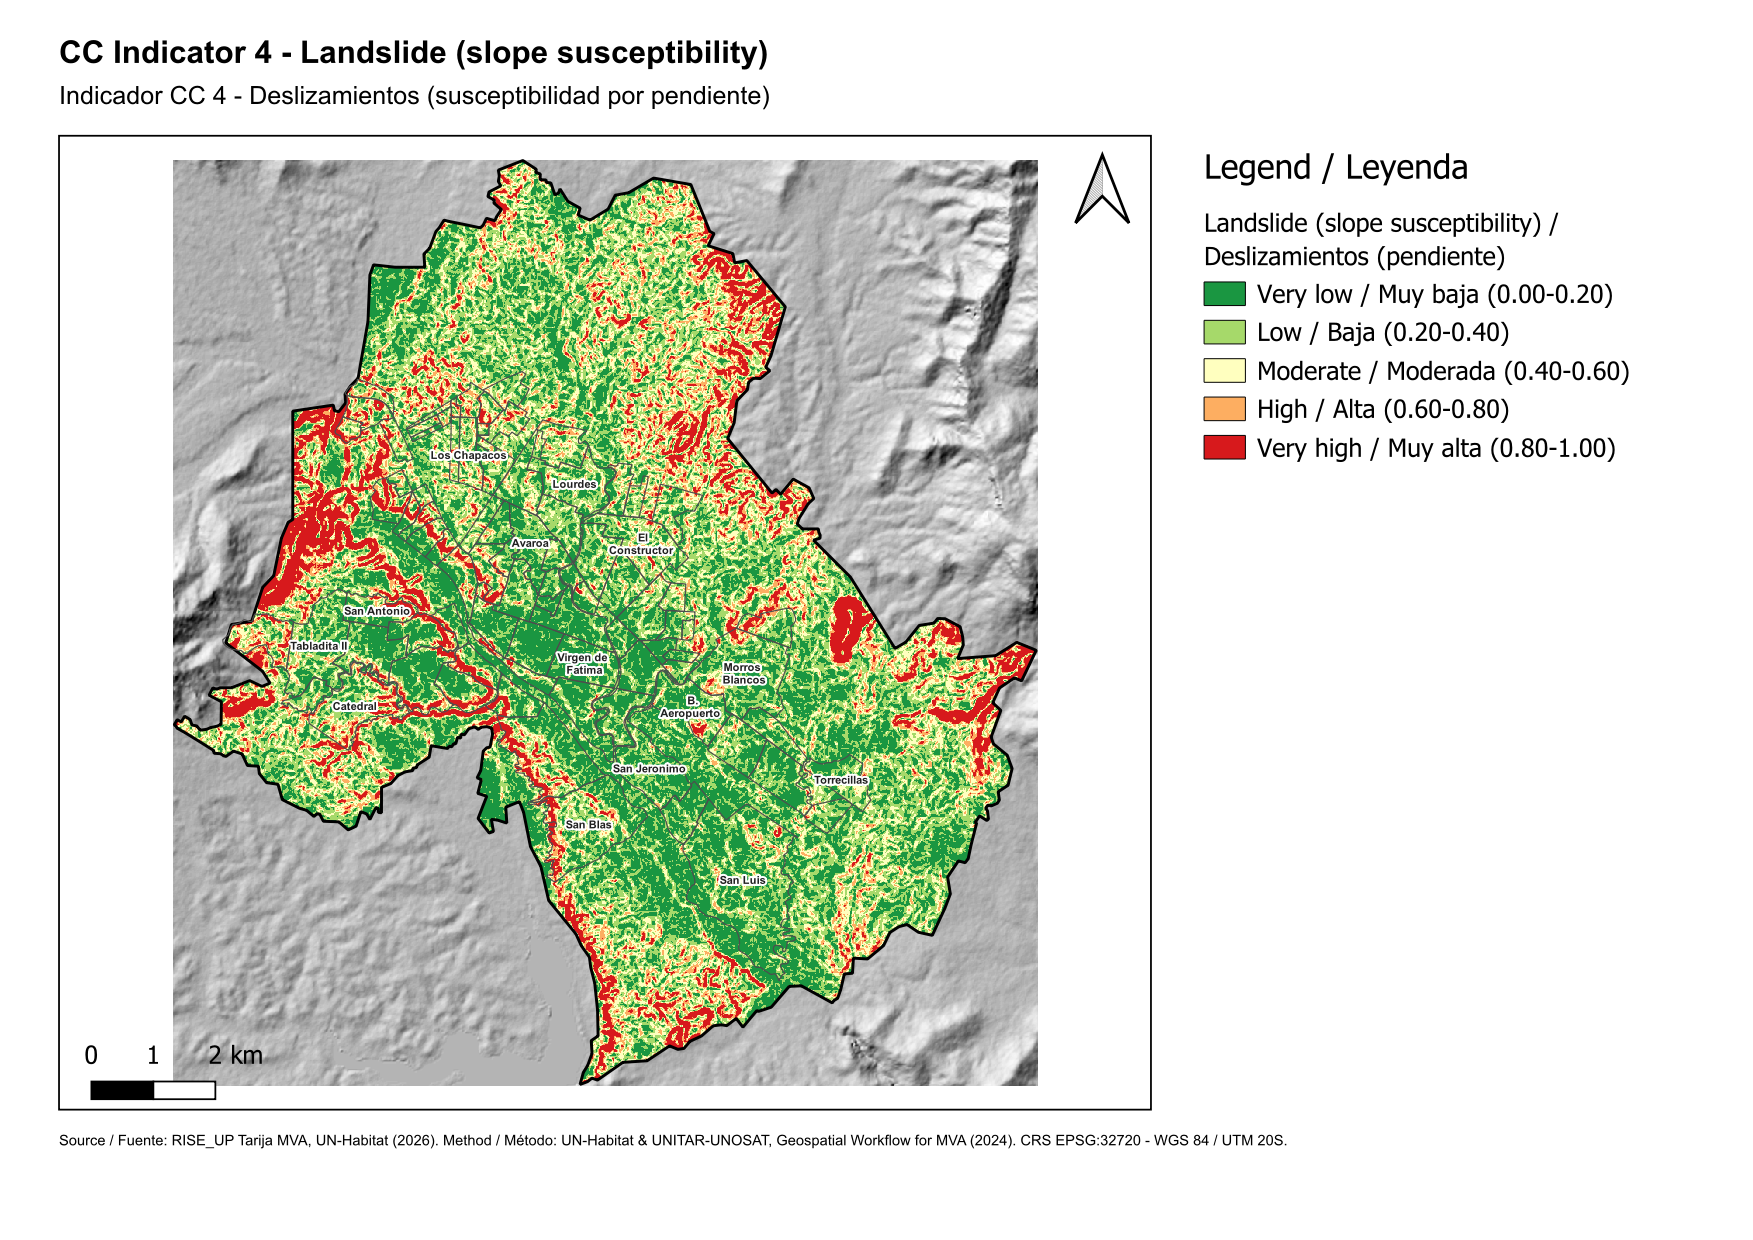 CC Indicator 4 - Landslide (slope susceptibility)
Indicador CC 4 - Deslizamientos (susceptibilidad por pendiente)
Legend / Leyenda
Landslide (slope susceptibility) /
Deslizamientos (pendiente)
Very low / Muy baja (0.00-0.20)
Low / Baja (0.20-0.40)
Moderate / Moderada (0.40-0.60)
High / Alta (0.60-0.80)
Very high / Muy alta (0.80-1.00)
Los Chapacos
Lourdes
Avaroa
El
Constructor
San Antonio
Tabladita II
Virgen de
Fatima
Morros
Blancos
Catedral
B.
Aeropuerto
San Jeronimo
Torrecillas
San Blas
San Luis
0 1 2 km
Source / Fuente: RISE_UP Tarija MVA, UN-Habitat (2026). Method / Método: UN-Habitat & UNITAR-UNOSAT, Geospatial Workflow for MVA (2024). CRS EPSG:32720 - WGS 84 / UTM 20S.